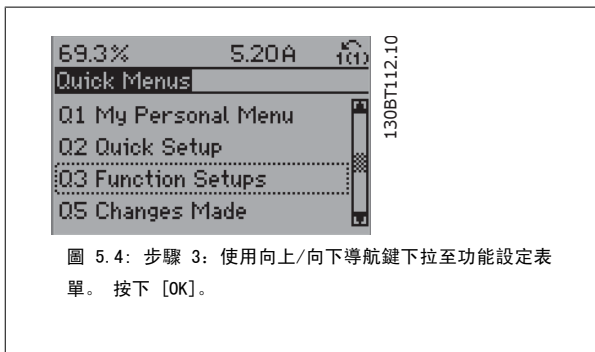 69.3% 5.20A 1(1)
Quick Menus
Q1 My Personal Menu
Q2 Quick Setup
Q3 Function Setups
Q5 Changes Made
130BT112.10
圖 5.4: 步驟 3：使用向上/向下導航鍵下拉至功能設定表
單。 按下 [OK]。